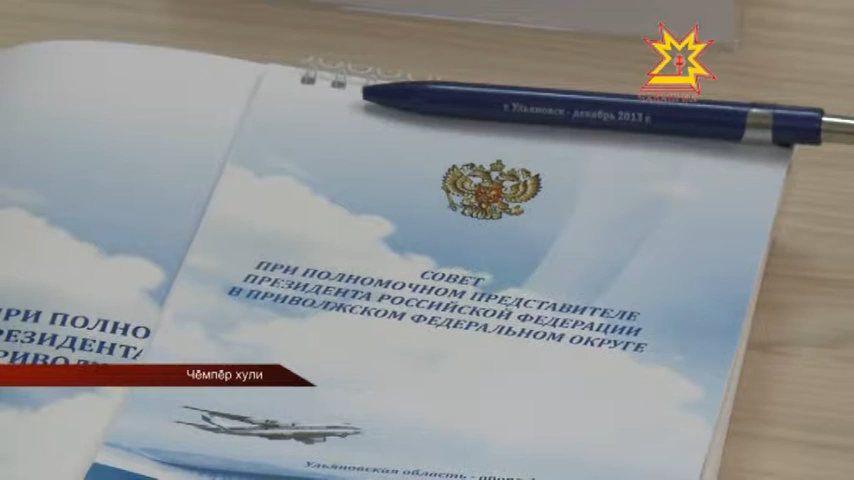 г. Ульяновск - декабрь 2013 г.
СОВЕТ
ПРИ ПОЛНОМОЧНОМ ПРЕДСТАВИТЕЛЕ
ПРЕЗИДЕНТА РОССИЙСКОЙ ФЕДЕРАЦИИ
В ПРИВОЛЖСКОМ ФЕДЕРАЛЬНОМ ОКРУГЕ
ПРИ ПОЛНО
РЕЗИДЕНТА
Чӗмпӗр хули
Ульяновская область -